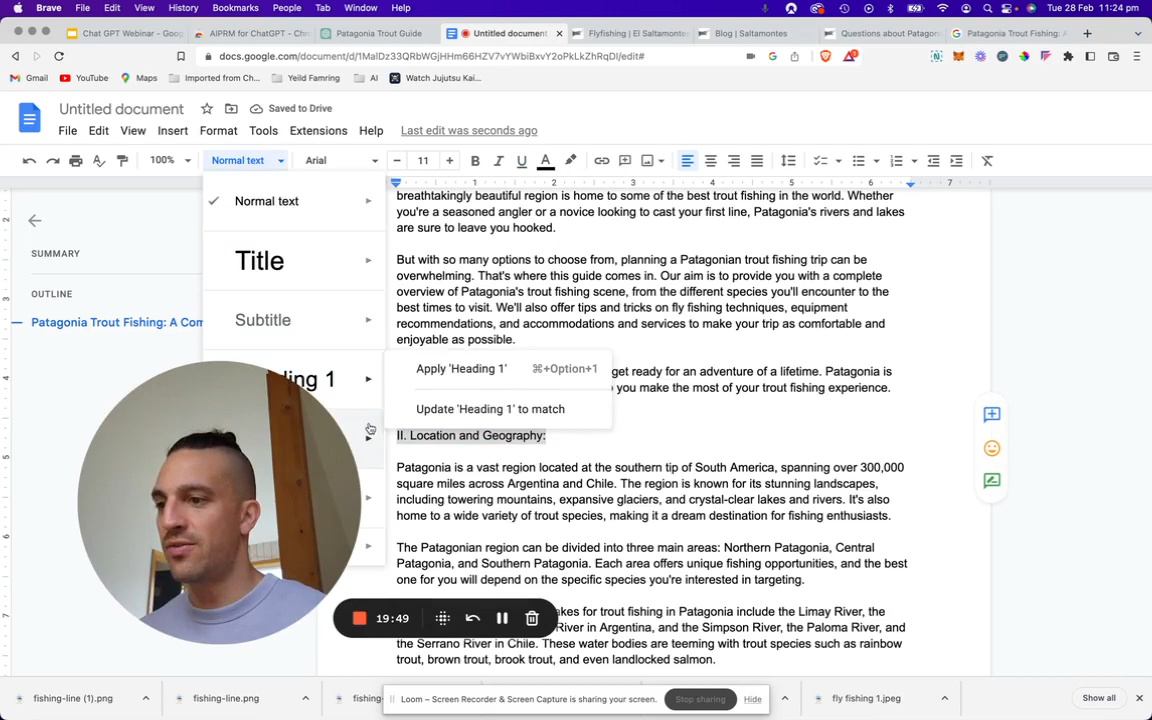 Brave File Edit View History Bookmarks People Tab Window Help Tue 28 Feb 11:24 pm
Chat GPT Webinar - Goog
AIPRM for ChatGPT - Chro
Patagonia Trout Guide
Untitled document
Flyfishing | El Saltamonte
Blog | Saltamontes
Questions about Patagon
Patagonia Trout Fishing: A
docs.google.com/document/d/1MaIDz33QRbWGjHHm66HZV7vYWbiBxvY2oPkLkZhRqDI/edit#
Gmail YouTube Maps Imported from Ch... Yeild Famring AI Watch Jujutsu Kai...
Untitled document Saved to Drive
File Edit View Insert Format Tools Extensions Help Last edit was seconds ago
100% Normal text Arial 11
1 2 3 4 5 6 7
Normal text
Title
Subtitle
ing 1
Apply 'Heading 1' ⌘+Option+1
Update 'Heading 1' to match
SUMMARY
OUTLINE
Patagonia Trout Fishing: A Com
breathtakingly beautiful region is home to some of the best trout fishing in the world. Whether
you're a seasoned angler or a novice looking to cast your first line, Patagonia's rivers and lakes
are sure to leave you hooked.
But with so many options to choose from, planning a Patagonian trout fishing trip can be
overwhelming. That's where this guide comes in. Our aim is to provide you with a complete
overview of Patagonia's trout fishing scene, from the different species you'll encounter to the
best times to visit. We'll also offer tips and tricks on fly fishing techniques, equipment
recommendations, and accommodations and services to make your trip as comfortable and
enjoyable as possible.
get ready for an adventure of a lifetime. Patagonia is
you make the most of your trout fishing experience.
II. Location and Geography:
Patagonia is a vast region located at the southern tip of South America, spanning over 300,000
square miles across Argentina and Chile. The region is known for its stunning landscapes,
including towering mountains, expansive glaciers, and crystal-clear lakes and rivers. It's also
home to a wide variety of trout species, making it a dream destination for fishing enthusiasts.
The Patagonian region can be divided into three main areas: Northern Patagonia, Central
Patagonia, and Southern Patagonia. Each area offers unique fishing opportunities, and the best
one for you will depend on the specific species you're interested in targeting.
akes for trout fishing in Patagonia include the Limay River, the
River in Argentina, and the Simpson River, the Paloma River, and
the Serrano River in Chile. These water bodies are teeming with trout species such as rainbow
trout, brown trout, brook trout, and even landlocked salmon.
19:49
fishing-line (1).png
fishing-line.png
fishing
Loom – Screen Recorder & Screen Capture is sharing your screen. Stop sharing Hide
fly fishing 1.jpeg
Show all